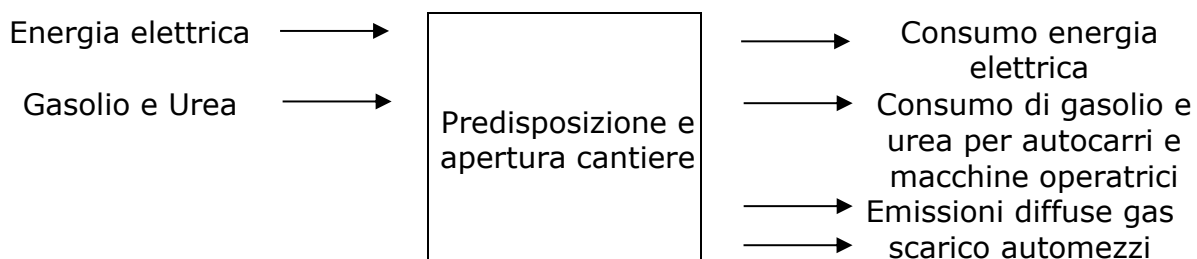 Energia elettrica
Gasolio e Urea
Predisposizione e
apertura cantiere
Consumo energia
elettrica
Consumo di gasolio e
urea per autocarri e
macchine operatrici
Emissioni diffuse gas
scarico automezzi